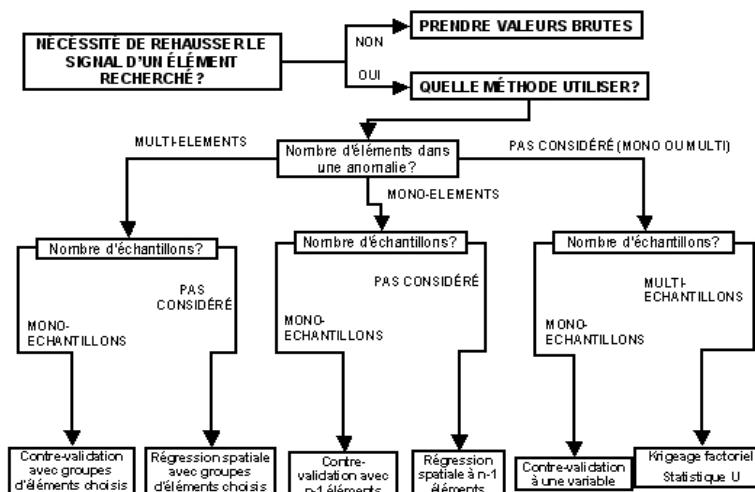 NÉCESSITÉ DE REHAUSSER LE
SIGNAL D'UN ÉLÉMENT
RECHERCHÉ?
NON
PRENDRE VALEURS BRUTES
OUI
QUELLE MÉTHODE UTILISER?
MULTI-ELEMENTS
Nombre d'éléments dans
une anomalie?
PAS CONSIDÉRÉ (MONO OU MULTI)
MONO-ELEMENTS
Nombre d'échantillons?
Nombre d'échantillons?
Nombre d'échantillons?
PAS
CONSIDÉRÉ
MONO-
ECHANTILLONS
PAS CONSIDÉRÉ
MONO-
ECHANTILLONS
MULTI-
ECHANTILLONS
MONO-
ECHANTILLONS
Contre-validation
avec groupes
d'éléments choisis
Régression spatiale
avec groupes
d'éléments choisis
Contre-
validation avec
n-1 éléments
Régression
spatiale à n-1
éléments
Contre-validation
à une variable
Krigeage factoriel
Statistique U